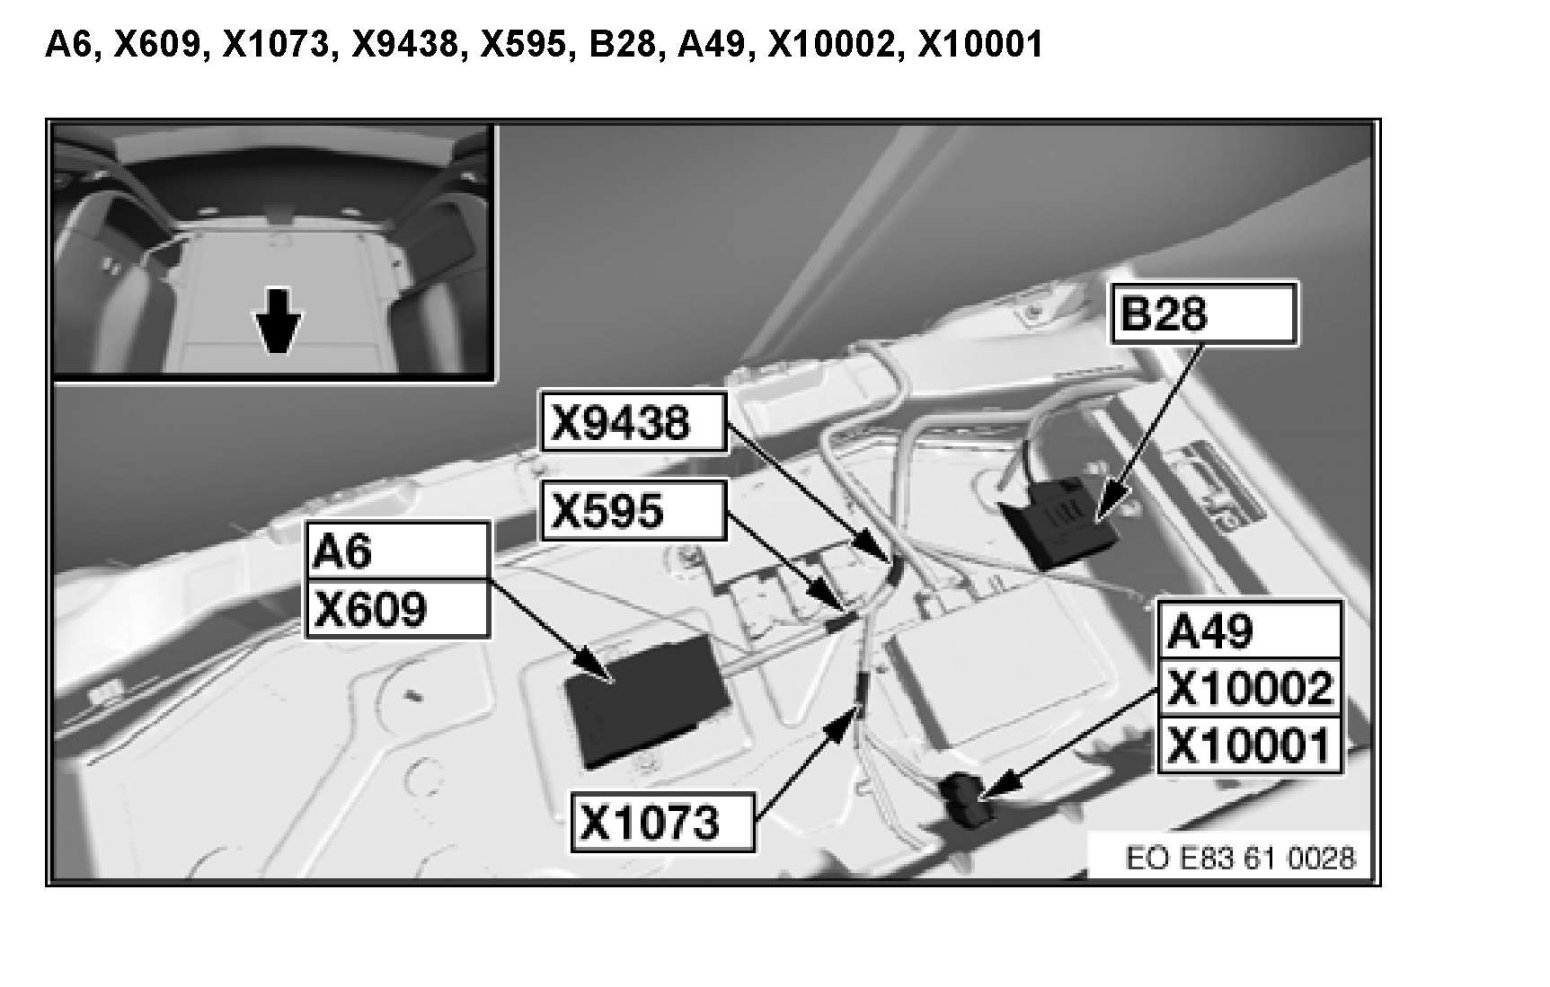 A6, X609, X1073, X9438, X595, B28, A49, X10002, X10001
B28
X9438
X595
A6
X609
A49
X10002
X10001
X1073
EO E83 61 0028